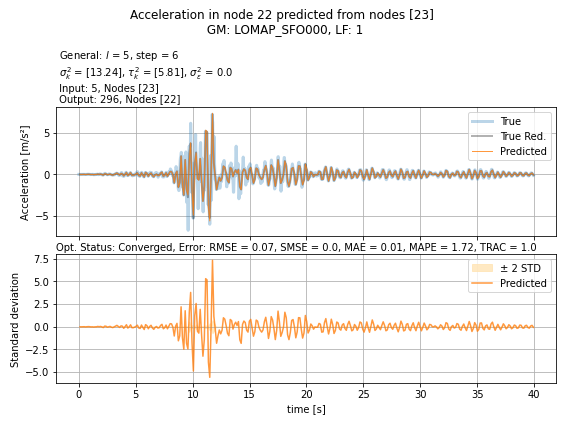 Acceleration in node 22 predicted from nodes [23]
GM: LOMAP_SFO000, LF: 1
General: l = 5, step = 6
σ²ₖ = [13.24], τ²ₖ = [5.81], σ²ε = 0.0
Input: 5, Nodes [23]
Output: 296, Nodes [22]
Acceleration [m/s²]
5
0
−5
True
True Red.
Predicted
Opt. Status: Converged, Error: RMSE = 0.07, SMSE = 0.0, MAE = 0.01, MAPE = 1.72, TRAC = 1.0
Standard deviation
7.5
5.0
2.5
0.0
−2.5
−5.0
± 2 STD
Predicted
0 5 10 15 20 25 30 35 40
time [s]